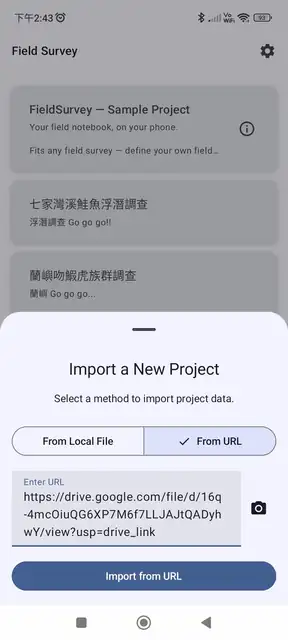 下午2:43
Vo
WiFi
93
Field Survey
FieldSurvey — Sample Project
Your field notebook, on your phone.
Fits any field survey — define your own field…
七家灣溪鮭魚浮潛調查
浮潛調查 Go go go!!
蘭嶼吻鰕虎族群調查
蘭嶼 Go go go...
Import a New Project
Select a method to import project data.
From Local File
From URL
Enter URL
https://drive.google.com/file/d/16q
-4mcOiuQG6XP7M6f7LLJAJtQADyh
wY/view?usp=drive_link
Import from URL